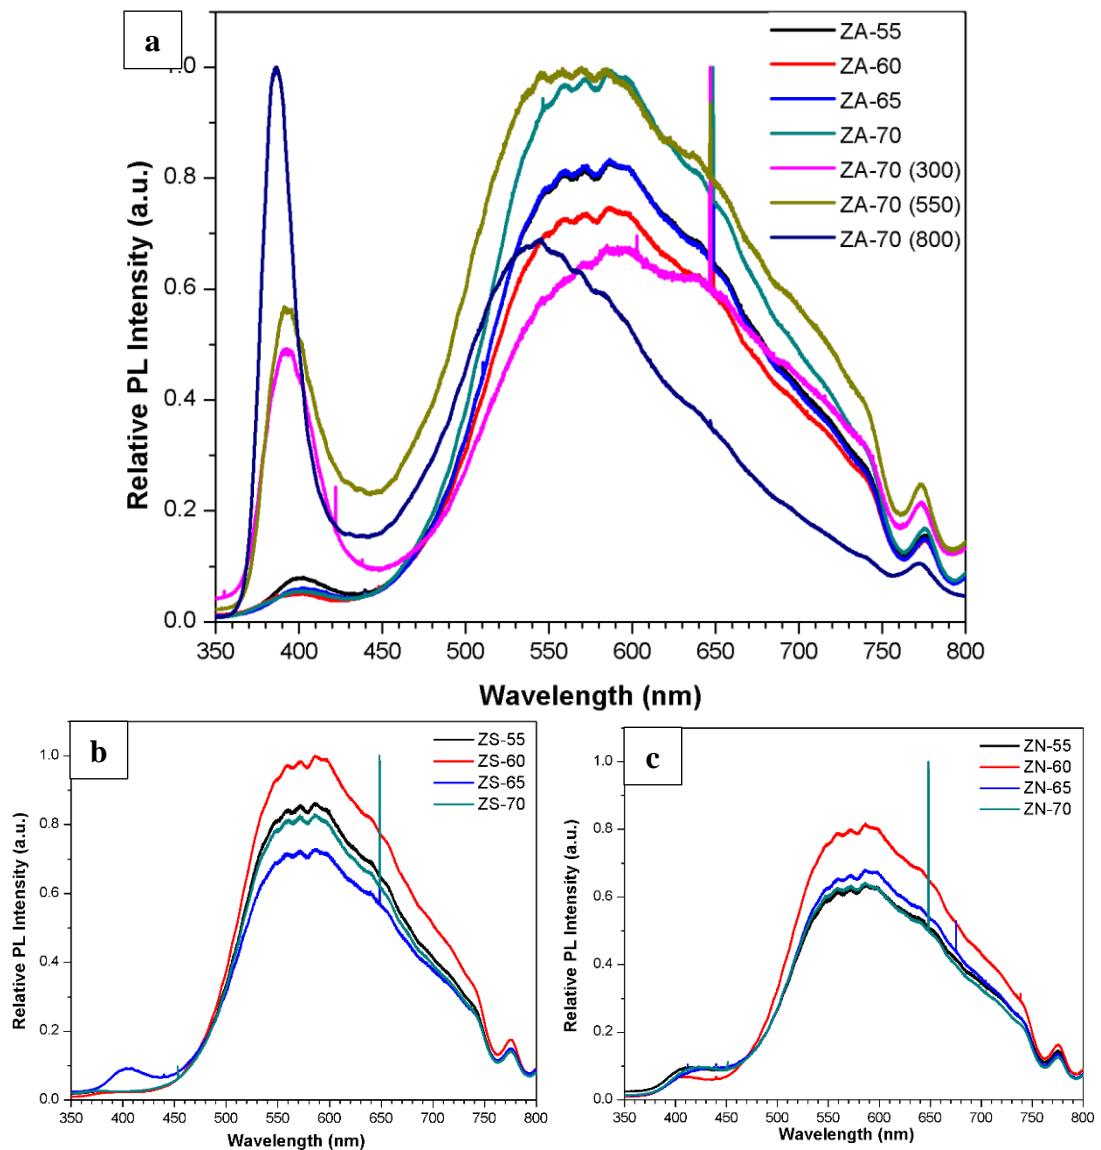 a
ZA-55
ZA-60
ZA-65
ZA-70
ZA-70 (300)
ZA-70 (550)
ZA-70 (800)
1.0
0.8
0.6
0.4
0.2
0.0
Relative PL Intensity (a.u.)
350 400 450 500 550 600 650 700 750 800
Wavelength (nm)
b
ZS-55
ZS-60
ZS-65
ZS-70
1.0
0.8
0.6
0.4
0.2
0.0
Relative PL Intensity (a.u.)
350 400 450 500 550 600 650 700 750 800
Wavelength (nm)
c
ZN-55
ZN-60
ZN-65
ZN-70
1.0
0.8
0.6
0.4
0.2
0.0
Relative PL Intensity (a.u.)
350 400 450 500 550 600 650 700 750 800
Wavelength (nm)